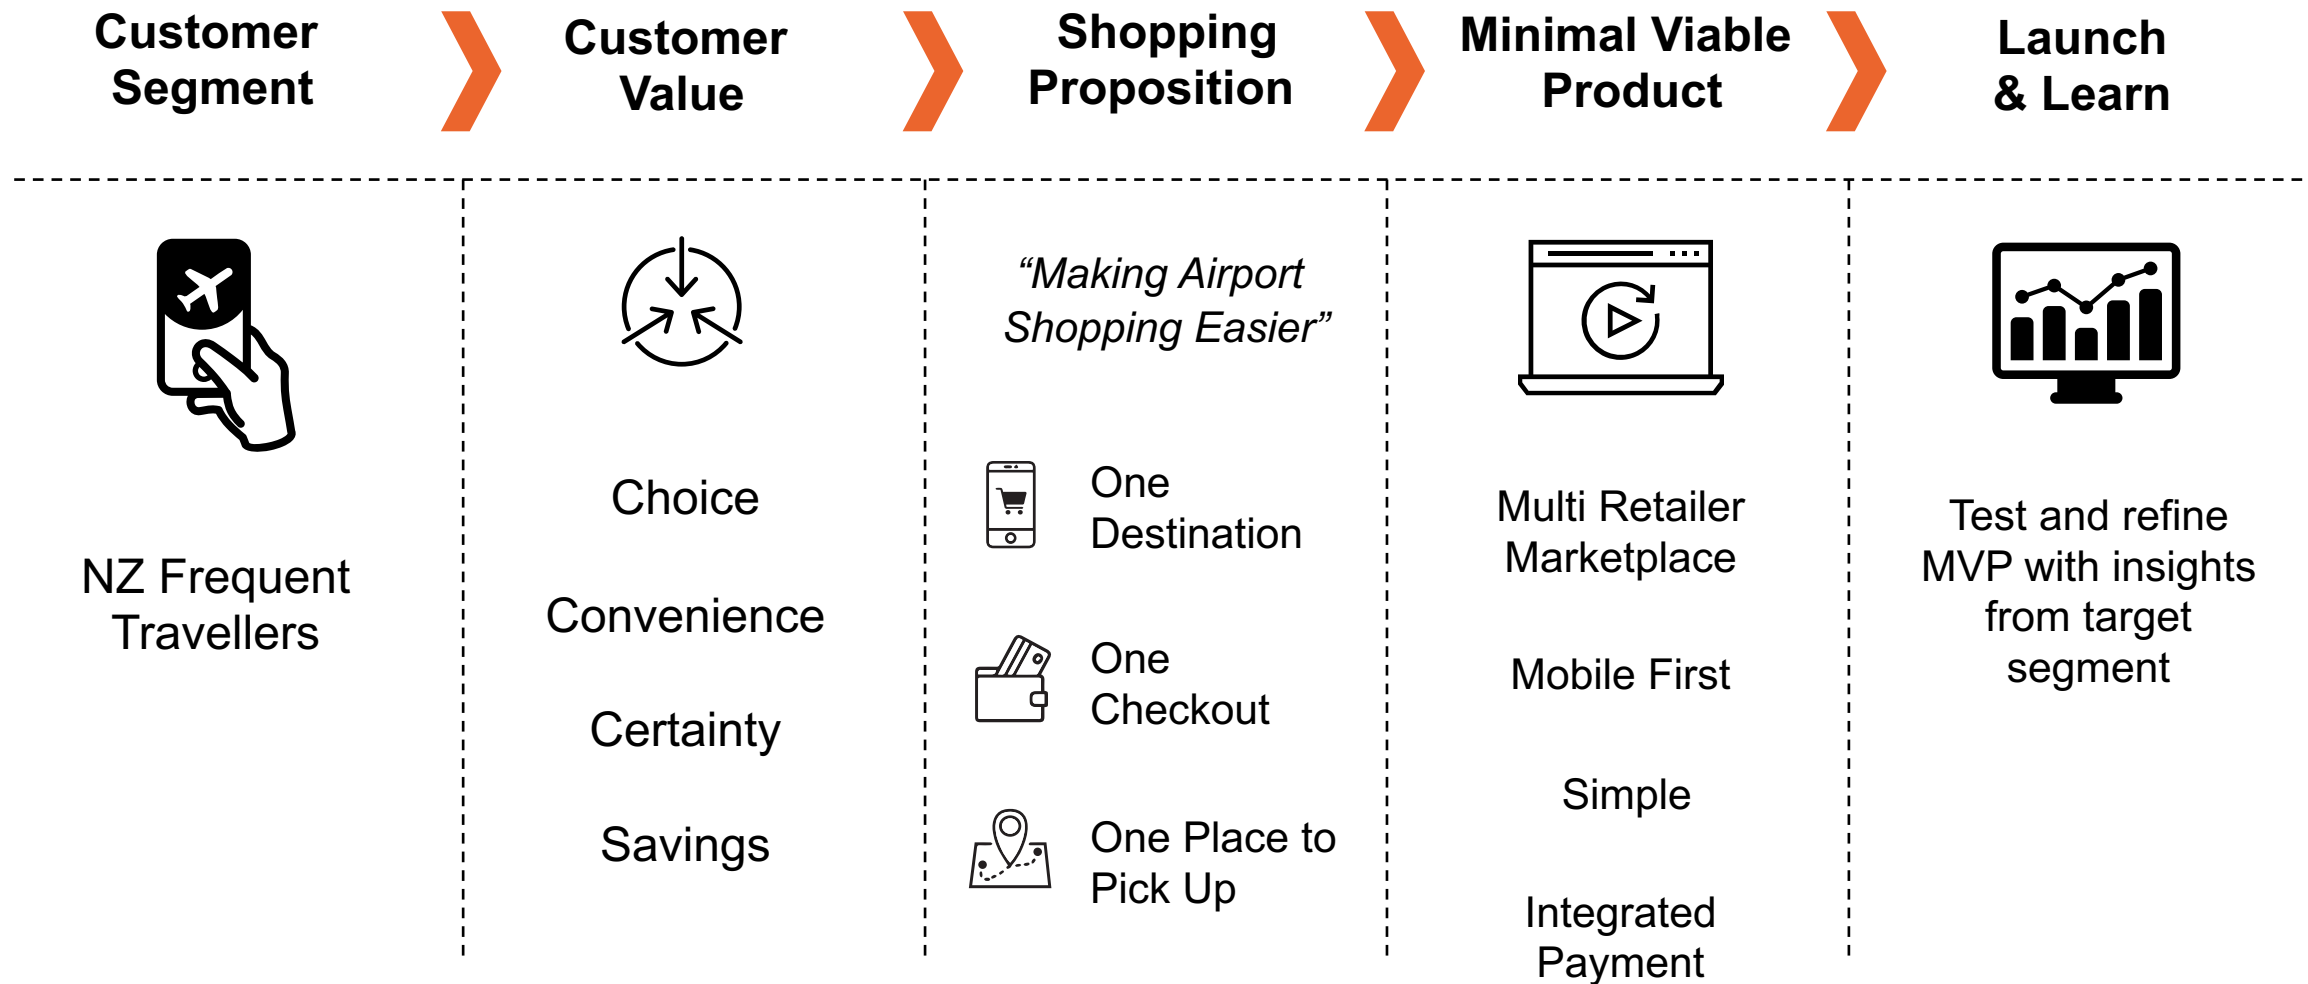 Customer
Segment
Customer
Value
Shopping
Proposition
Minimal Viable
Product
Launch
& Learn
NZ Frequent
Travellers
Choice
Convenience
Certainty
Savings
“Making Airport
Shopping Easier”
One
Destination
One
Checkout
One Place to
Pick Up
Multi Retailer
Marketplace
Mobile First
Simple
Integrated
Payment
Test and refine
MVP with insights
from target
segment